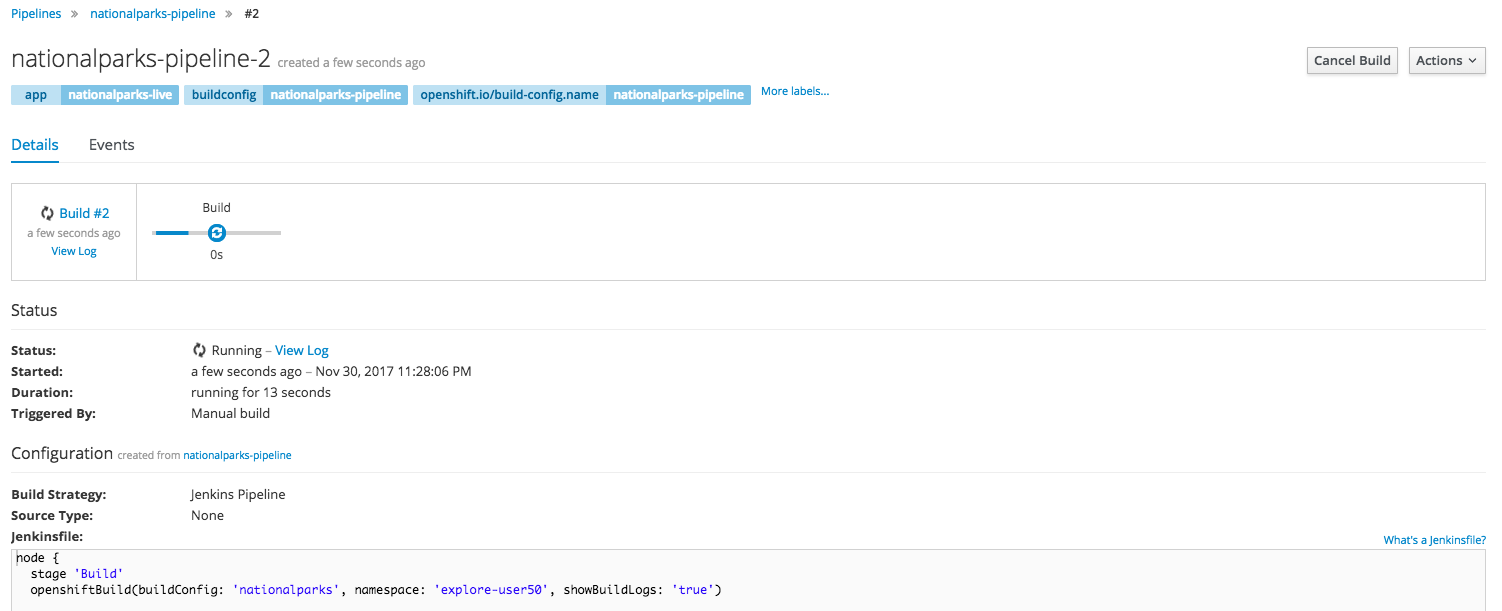 Pipelines » nationalparks-pipeline » #2
nationalparks-pipeline-2 created a few seconds ago
Cancel Build Actions
app nationalparks-live buildconfig nationalparks-pipeline openshift.io/build-config.name nationalparks-pipeline More labels...
Details Events
Build #2
a few seconds ago
View Log
Build
0s
Status
Status: Running – View Log
Started: a few seconds ago – Nov 30, 2017 11:28:06 PM
Duration: running for 13 seconds
Triggered By: Manual build
Configuration created from nationalparks-pipeline
Build Strategy: Jenkins Pipeline
Source Type: None
Jenkinsfile:
What's a Jenkinsfile?
node {
stage 'Build'
openshiftBuild(buildConfig: 'nationalparks', namespace: 'explore-user50', showBuildLogs: 'true')